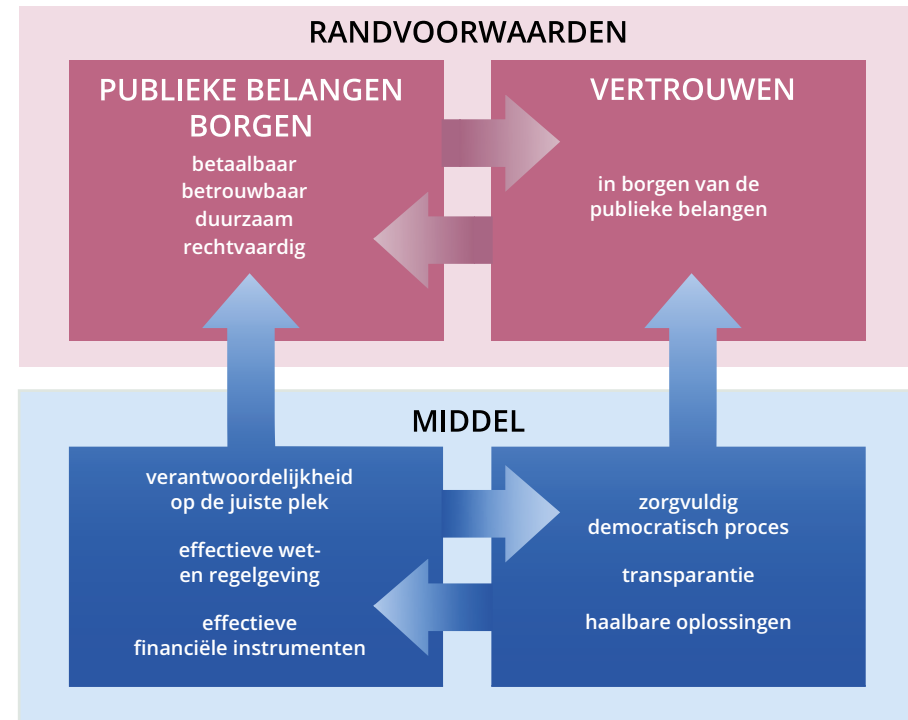 RANDVOORWAARDEN
PUBLIEKE BELANGEN
BORGEN
betaalbaar
betrouwbaar
duurzaam
rechtvaardig
VERTROUWEN
in borgen van de
publieke belangen
MIDDEL
verantwoordelijkheid
op de juiste plek
effectieve wet-
en regelgeving
effectieve
financiële instrumenten
zorgvuldig
democratisch proces
transparantie
haalbare oplossingen